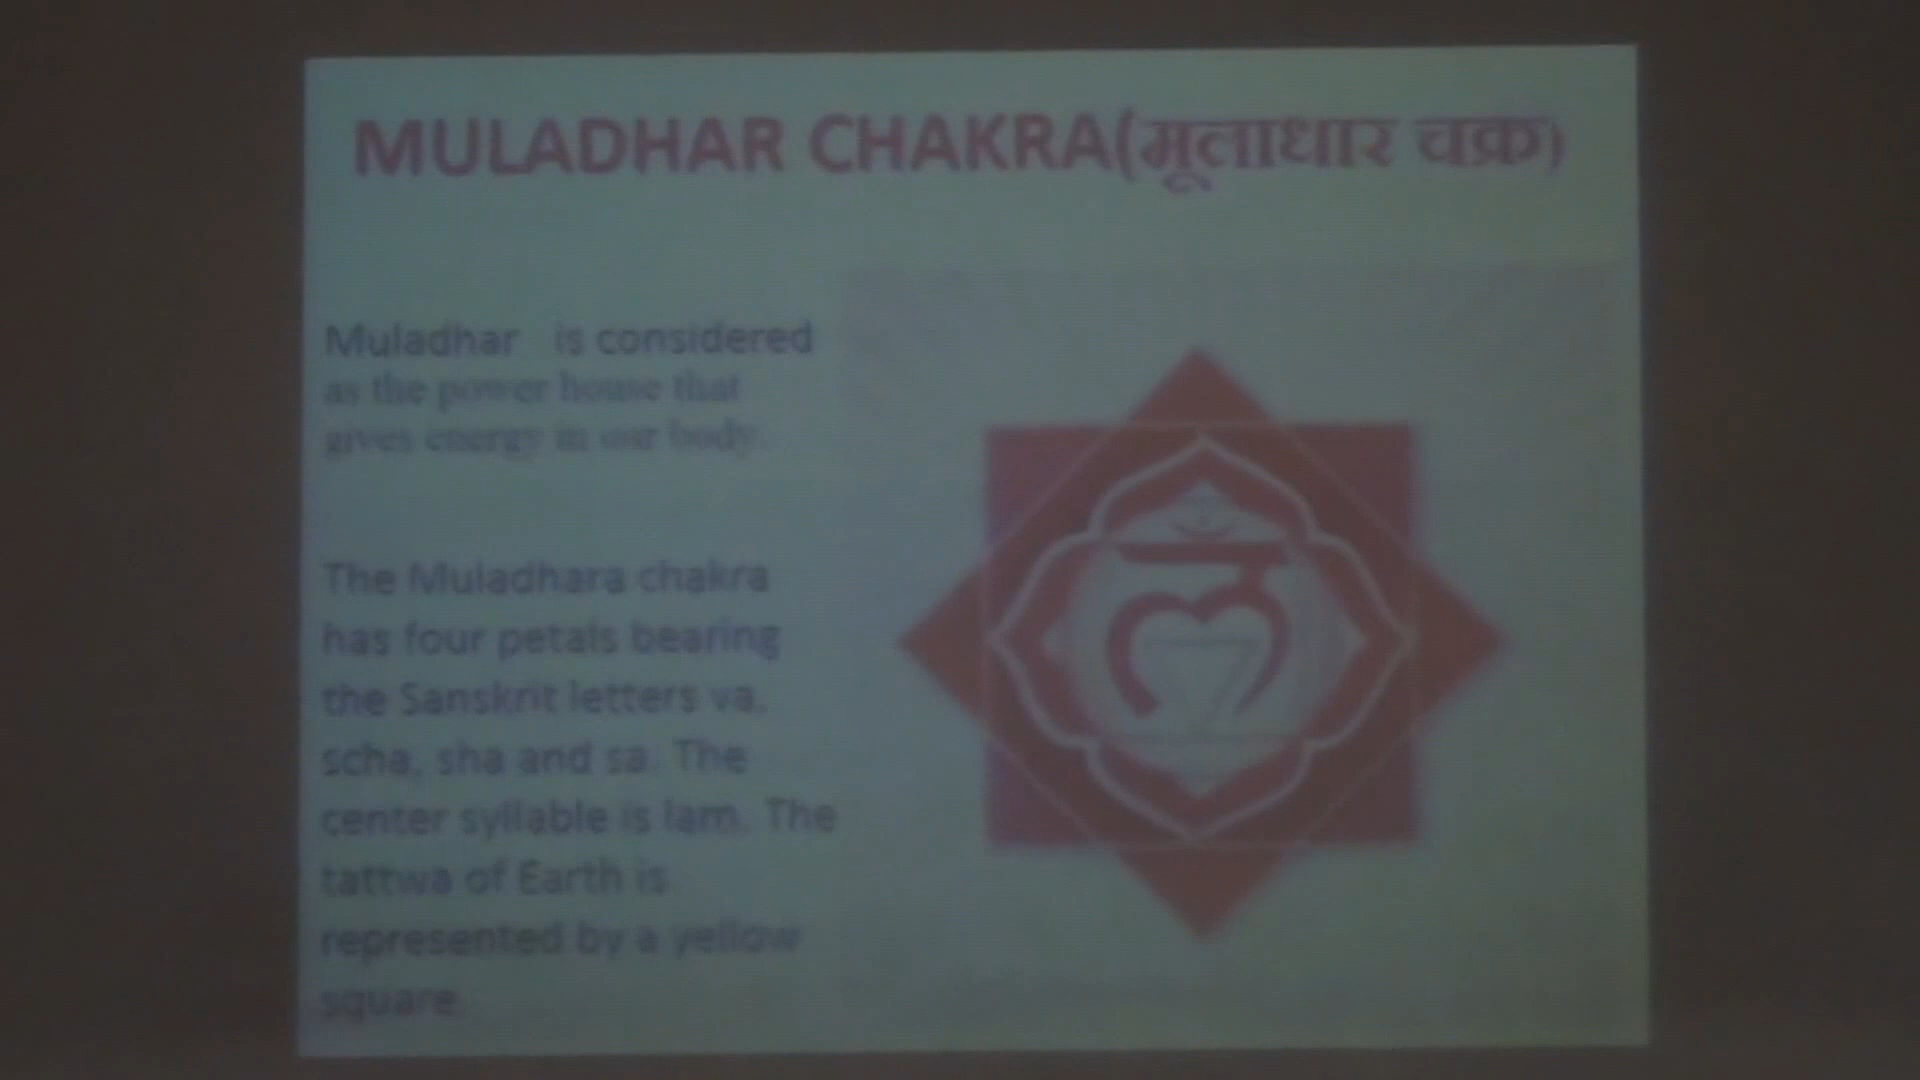 MULADHAR CHAKRA(मूलाधार चक्र)
Muladhar is considered
as the power house that
gives energy in our body.
The Muladhara chakra
has four petals bearing
the Sanskrit letters va,
scha, sha and sa. The
center syllable is lam. The
tattwa of Earth is
represented by a yellow
square.
लं